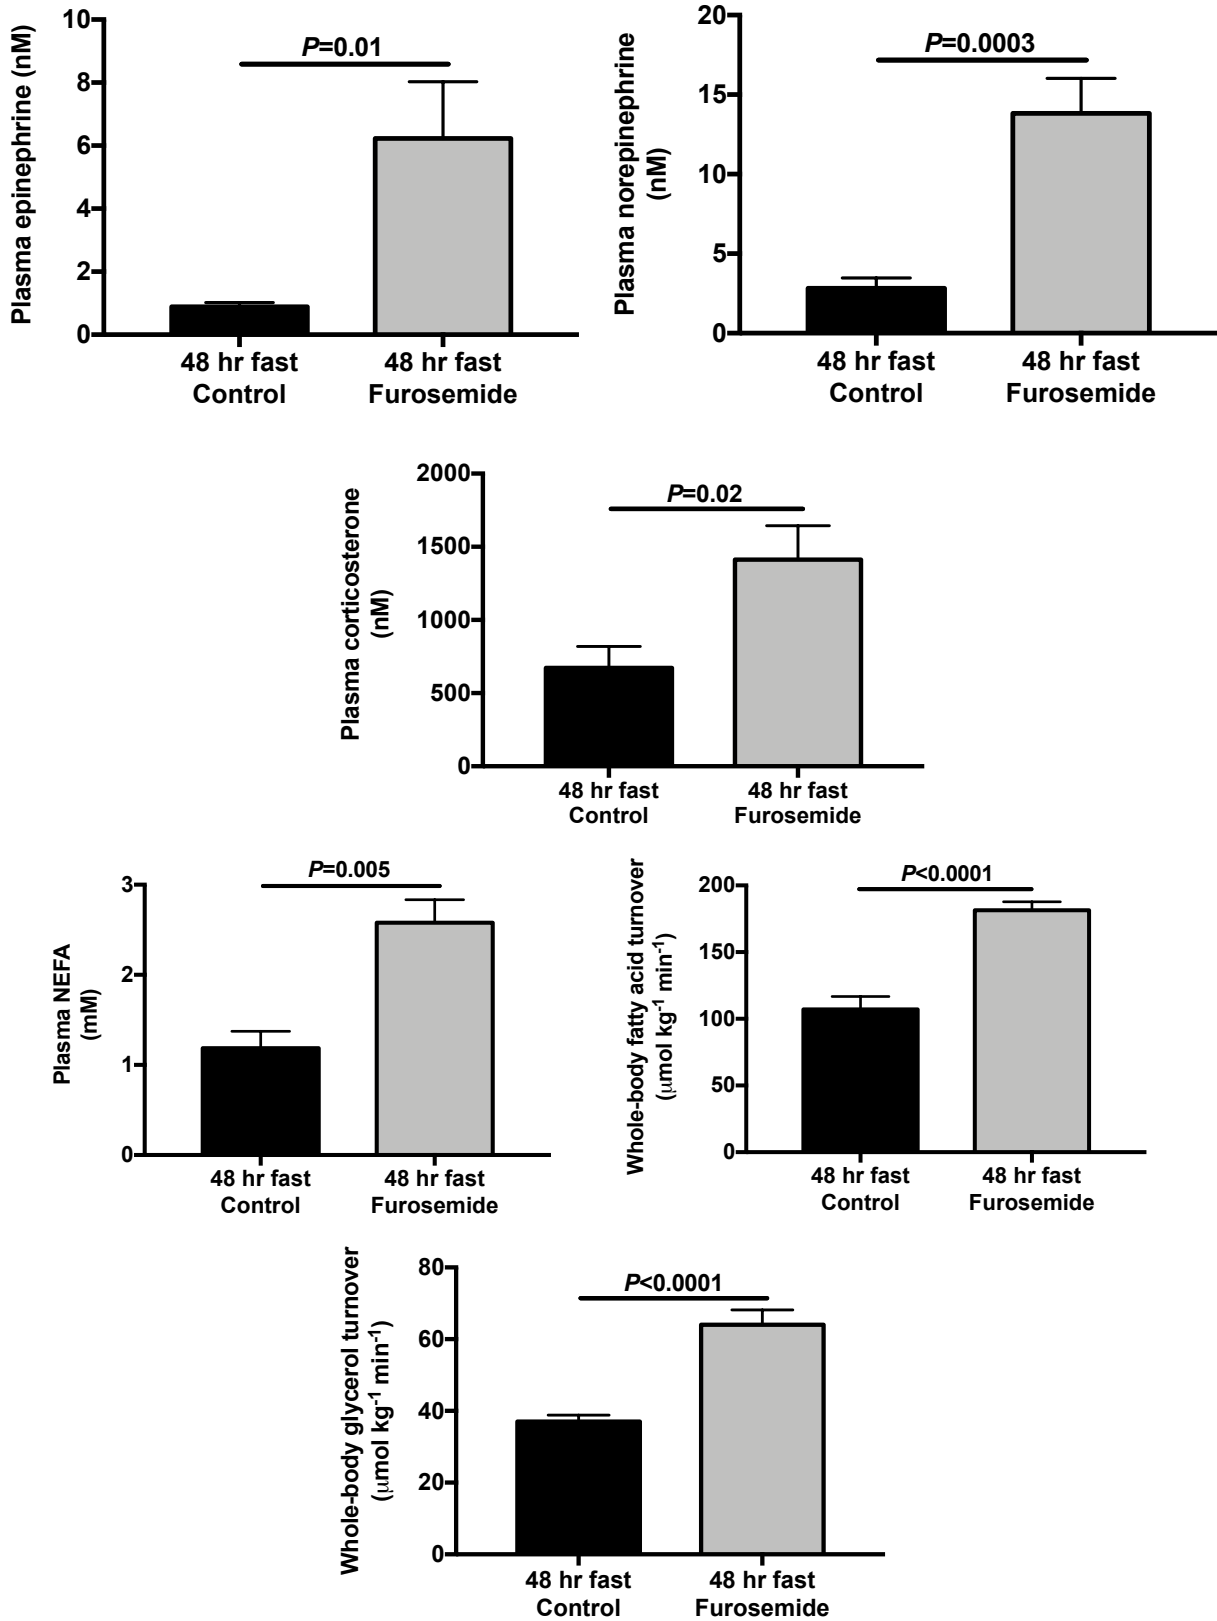 Plasma epinephrine (nM)
10
8
6
4
2
0
P=0.01
48 hr fast
Control
48 hr fast
Furosemide
Plasma norepinephrine
(nM)
20
15
10
5
0
P=0.0003
48 hr fast
Control
48 hr fast
Furosemide
Plasma corticosterone
(nM)
2000
1500
1000
500
0
P=0.02
48 hr fast
Control
48 hr fast
Furosemide
Plasma NEFA
(mM)
3
2
1
0
P=0.005
48 hr fast
Control
48 hr fast
Furosemide
Whole-body fatty acid turnover
(μmol kg⁻¹ min⁻¹)
200
150
100
50
0
P<0.0001
48 hr fast
Control
48 hr fast
Furosemide
Whole-body glycerol turnover
(μmol kg⁻¹ min⁻¹)
80
60
40
20
0
P<0.0001
48 hr fast
Control
48 hr fast
Furosemide